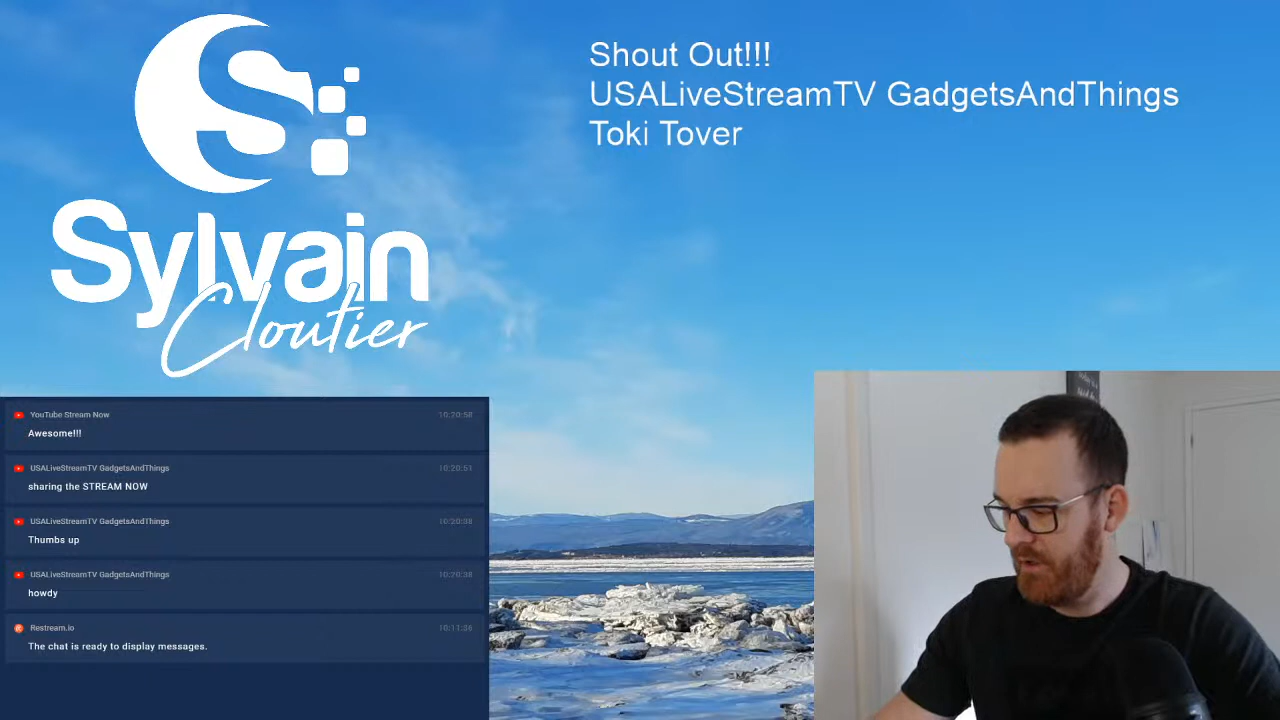 Sylvain
Cloutier
Shout Out!!!
USALiveStreamTV GadgetsAndThings
Toki Tover
YouTube Stream Now 10:20:58
Awesome!!!
USALiveStreamTV GadgetsAndThings 10:20:51
sharing the STREAM NOW
USALiveStreamTV GadgetsAndThings 10:20:38
Thumbs up
USALiveStreamTV GadgetsAndThings 10:20:38
howdy
Restream.io 10:11:36
The chat is ready to display messages.